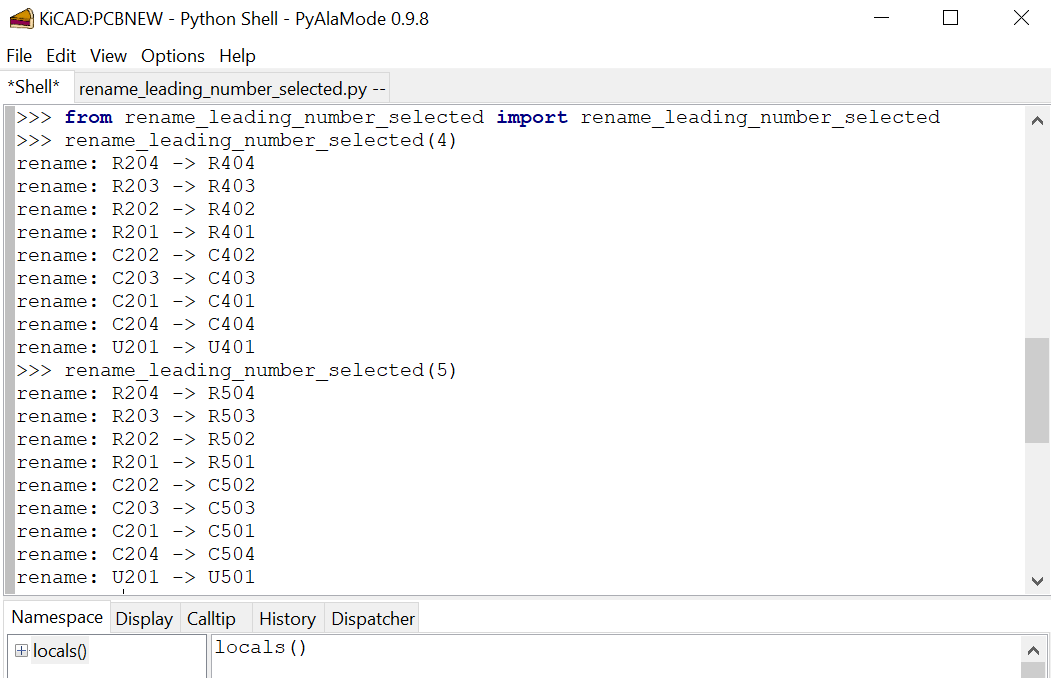 KiCAD:PCBNEW - Python Shell - PyAlaMode 0.9.8
File Edit View Options Help
*Shell* rename_leading_number_selected.py --
>>> from rename_leading_number_selected import rename_leading_number_selected
>>> rename_leading_number_selected(4)
rename: R204 -> R404
rename: R203 -> R403
rename: R202 -> R402
rename: R201 -> R401
rename: C202 -> C402
rename: C203 -> C403
rename: C201 -> C401
rename: C204 -> C404
rename: U201 -> U401
>>> rename_leading_number_selected(5)
rename: R204 -> R504
rename: R203 -> R503
rename: R202 -> R502
rename: R201 -> R501
rename: C202 -> C502
rename: C203 -> C503
rename: C201 -> C501
rename: C204 -> C504
rename: U201 -> U501
Namespace Display Calltip History Dispatcher
locals() locals()